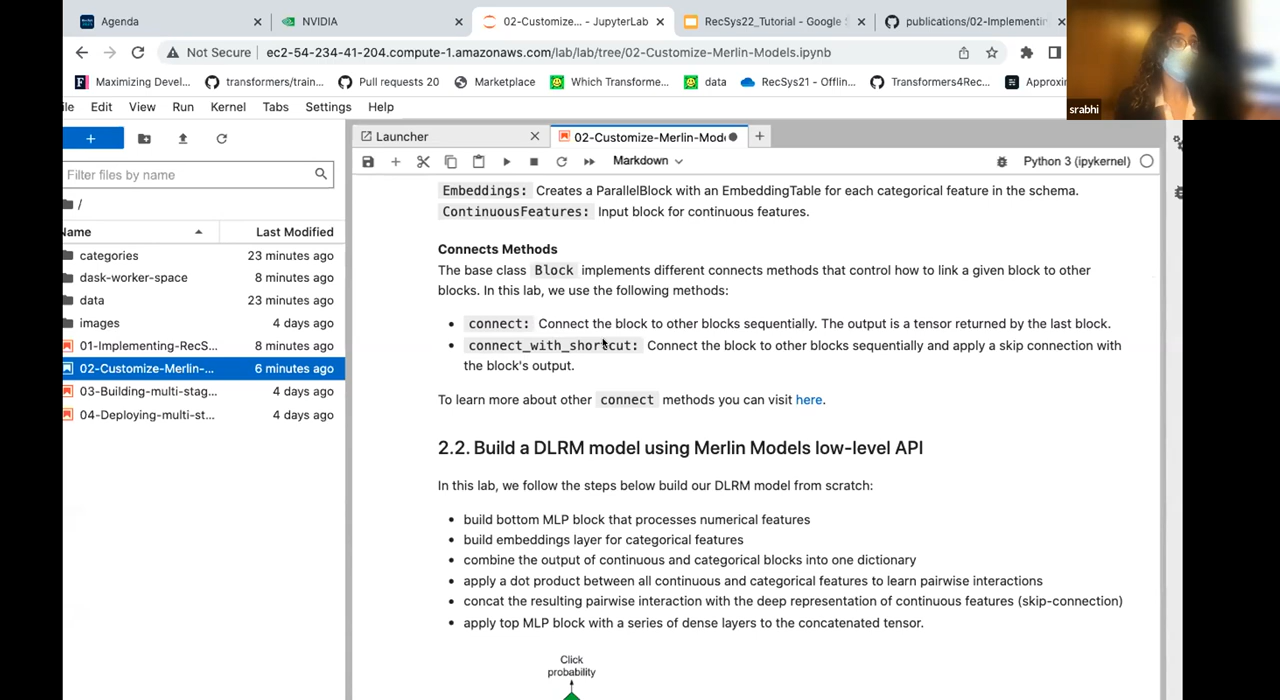 Agenda
NVIDIA
02-Customize... - JupyterLab
RecSys22_Tutorial - Google
publications/02-Implementin
srabhi
Not Secure
ec2-54-234-41-204.compute-1.amazonaws.com/lab/lab/tree/02-Customize-Merlin-Models.ipynb
Maximizing Devel...
transformers/train...
Pull requests 20
Marketplace
Which Transforme...
data
RecSys21 - Offlin...
Transformers4Rec...
Approxin
ile Edit View Run Kernel Tabs Settings Help
Launcher
02-Customize-Merlin-Mode
Markdown
Python 3 (ipykernel)
Filter files by name
/
Name
Last Modified
categories 23 minutes ago
dask-worker-space 8 minutes ago
data 23 minutes ago
images 4 days ago
01-Implementing-RecS... 8 minutes ago
02-Customize-Merlin-... 6 minutes ago
03-Building-multi-stag... 4 days ago
04-Deploying-multi-st... 4 days ago
Embeddings: Creates a ParallelBlock with an EmbeddingTable for each categorical feature in the schema.
ContinuousFeatures: Input block for continuous features.
Connects Methods
The base class Block implements different connects methods that control how to link a given block to other
blocks. In this lab, we use the following methods:
• connect: Connect the block to other blocks sequentially. The output is a tensor returned by the last block.
• connect_with_shortcut: Connect the block to other blocks sequentially and apply a skip connection with
the block's output.
To learn more about other connect methods you can visit here.
2.2. Build a DLRM model using Merlin Models low-level API
In this lab, we follow the steps below build our DLRM model from scratch:
• build bottom MLP block that processes numerical features
• build embeddings layer for categorical features
• combine the output of continuous and categorical blocks into one dictionary
• apply a dot product between all continuous and categorical features to learn pairwise interactions
• concat the resulting pairwise interaction with the deep representation of continuous features (skip-connection)
• apply top MLP block with a series of dense layers to the concatenated tensor.
Click
probability